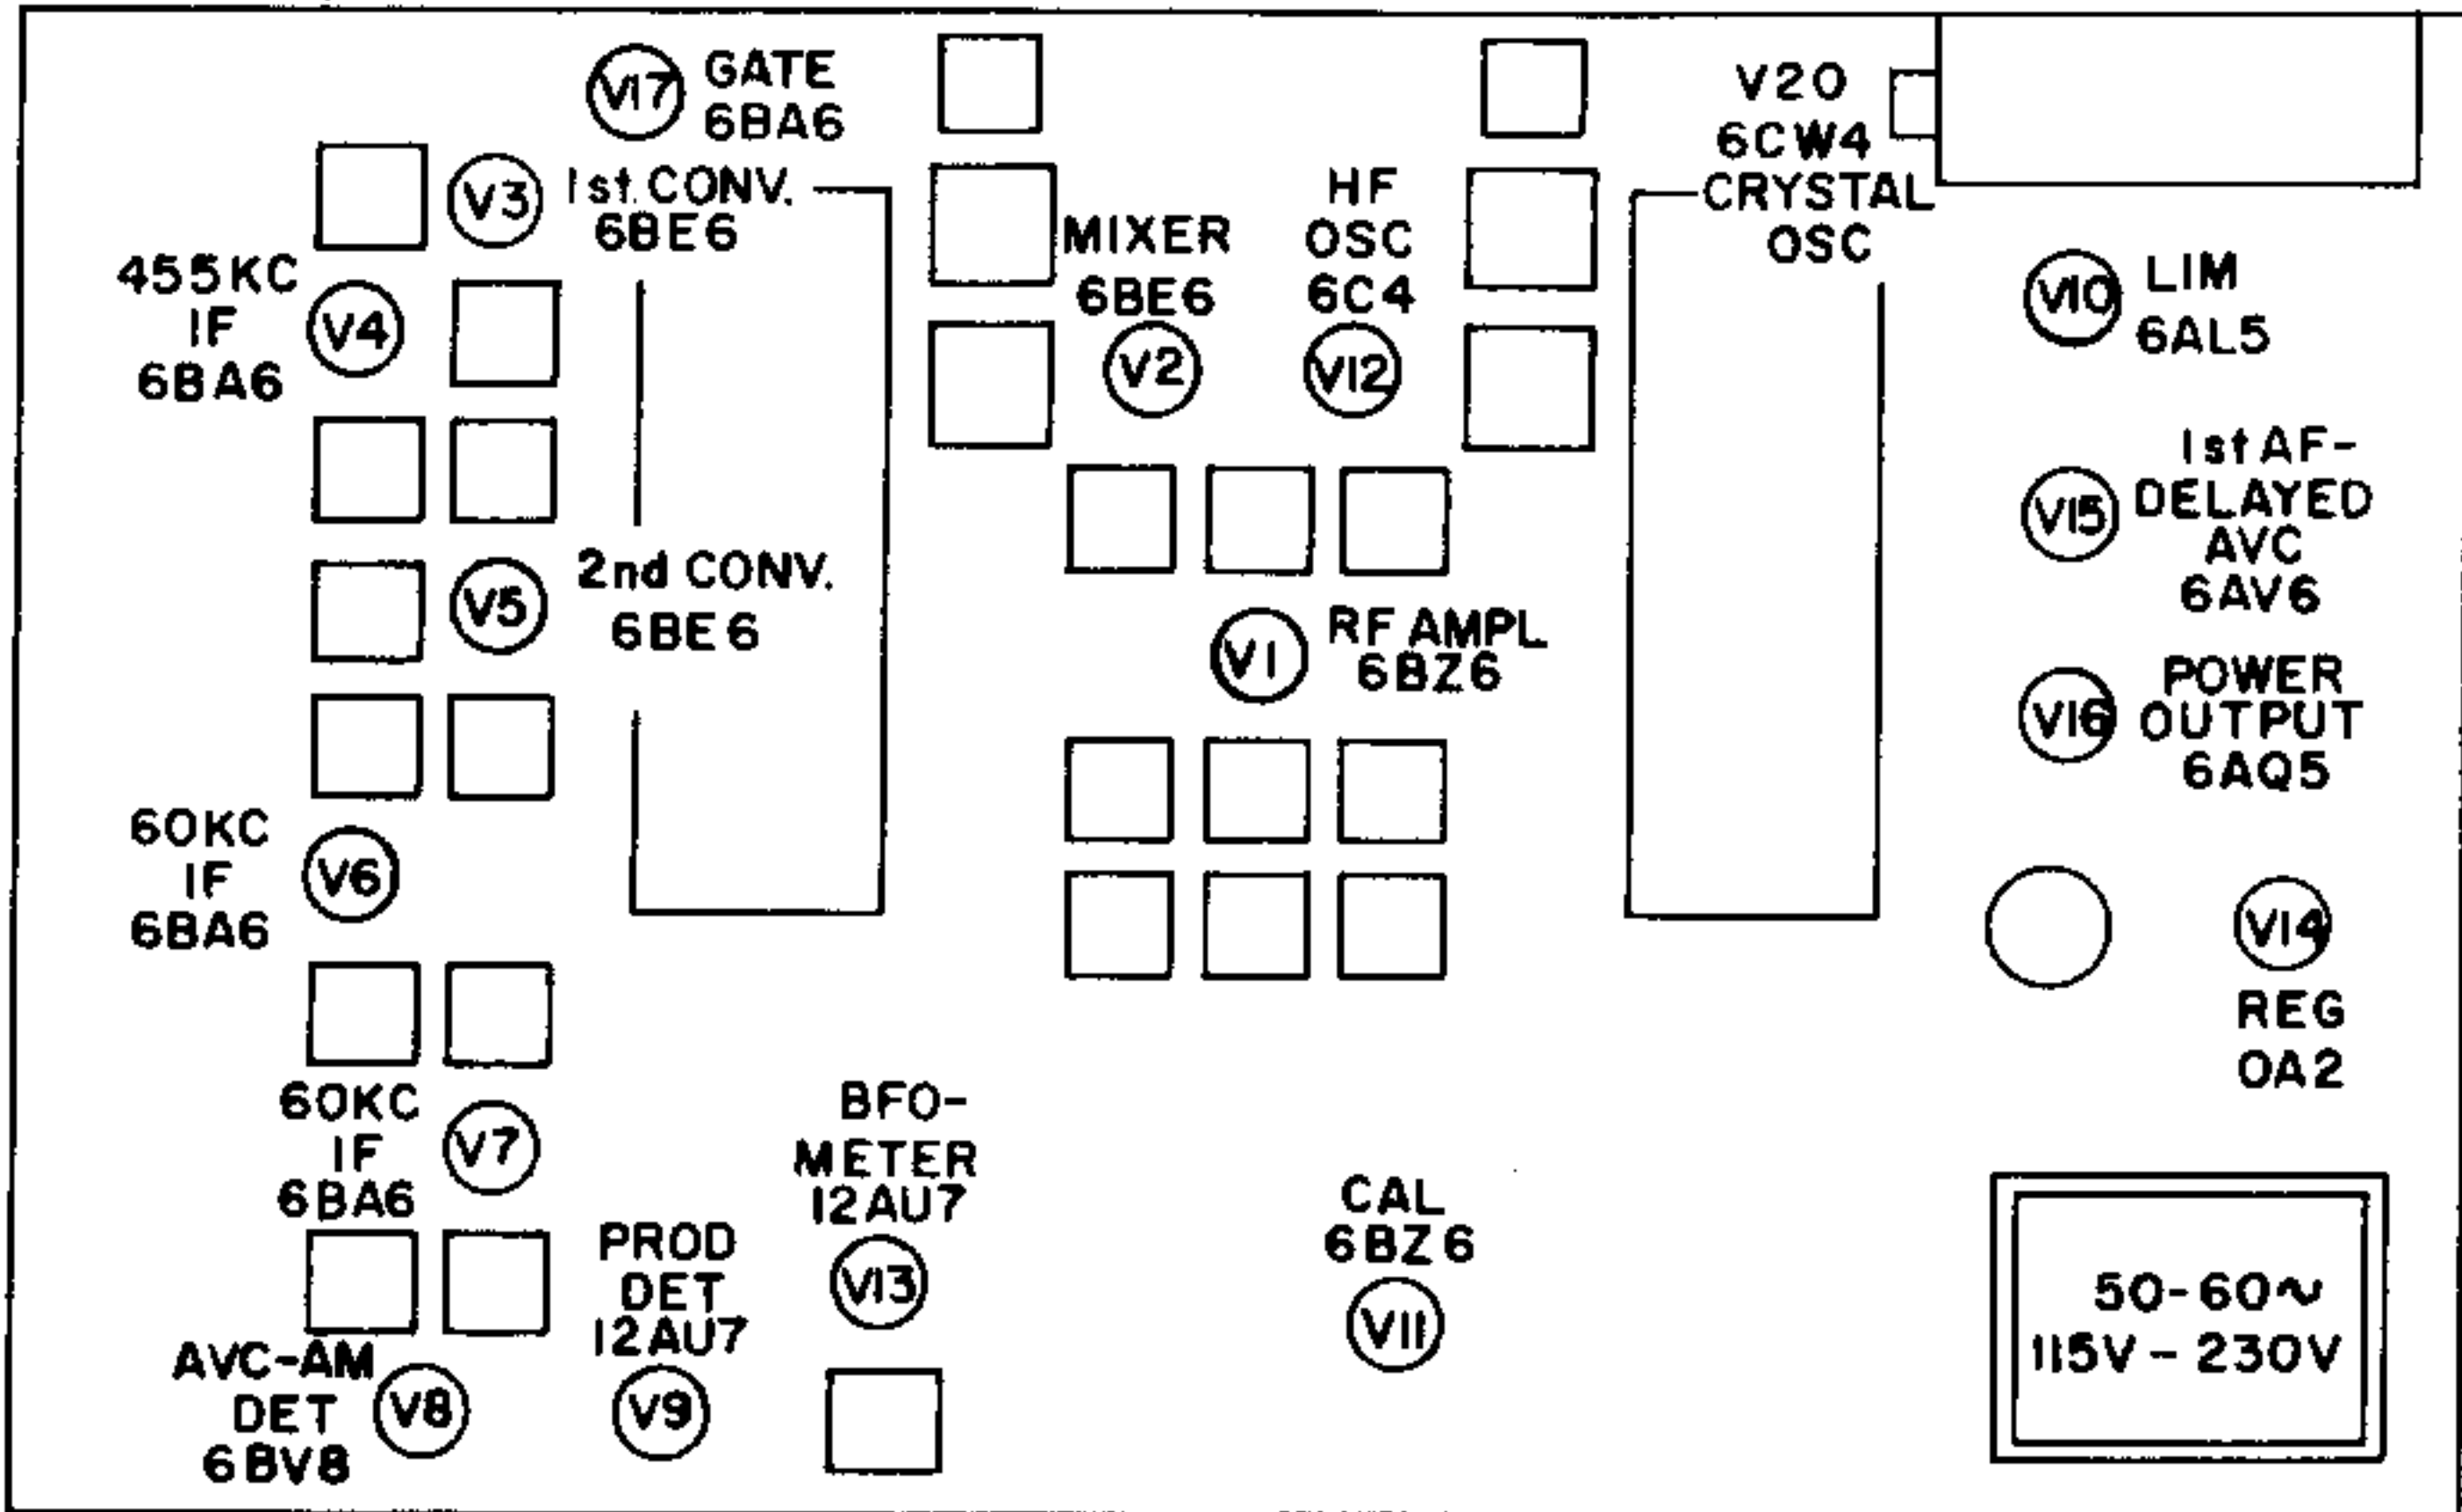 V17
GATE
6BA6
V3
1st. CONV.
6BE6
455KC
IF
6BA6
V4
MIXER
6BE6
V2
HF
OSC
6C4
V12
V20
6CW4
CRYSTAL
OSC
V10
LIM
6AL5
V15
1st AF-
DELAYED
AVC
6AV6
V5
2nd CONV.
6BE6
V1
RF AMPL
6BZ6
V16
POWER
OUTPUT
6AQ5
60KC
IF
6BA6
V6
V14
REG
OA2
60KC
IF
6BA6
V7
BFO-
METER
12AU7
V13
PROD
DET
12AU7
V9
CAL
6BZ6
V11
AVC-AM
DET
6BV8
V8
50-60~
115V-230V